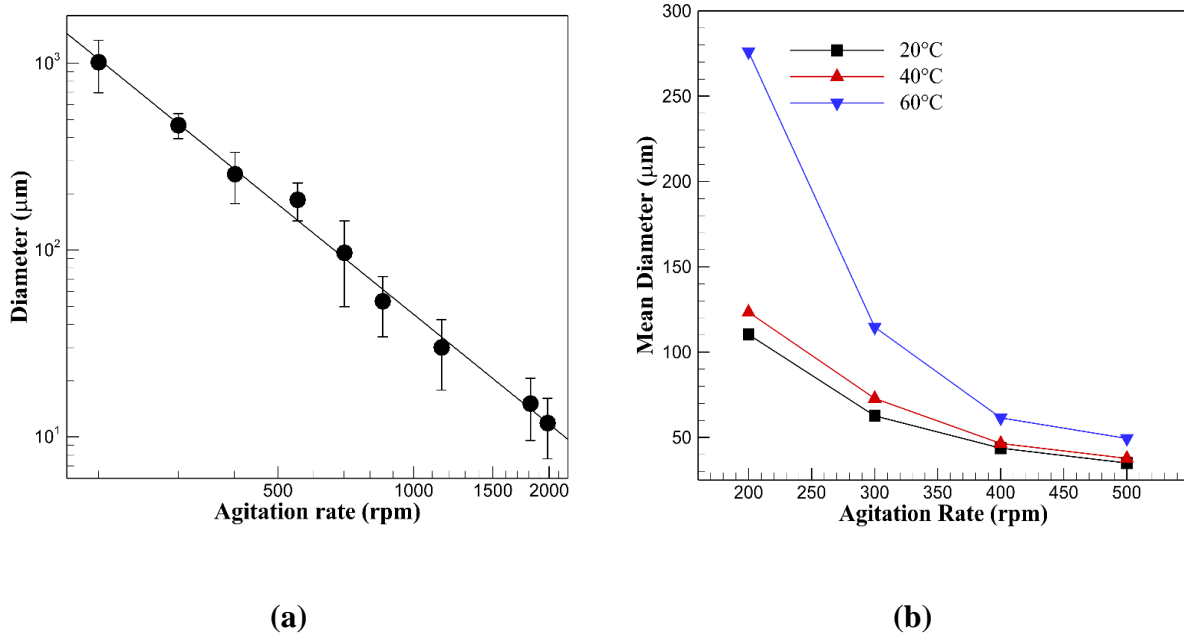 10³
10²
10¹
Diameter (μm)
500
1000
1500
2000
Agitation rate (rpm)
(a)
300
250
200
150
100
50
Mean Diameter (μm)
20°C
40°C
60°C
200
250
300
350
400
450
500
Agitation Rate (rpm)
(b)